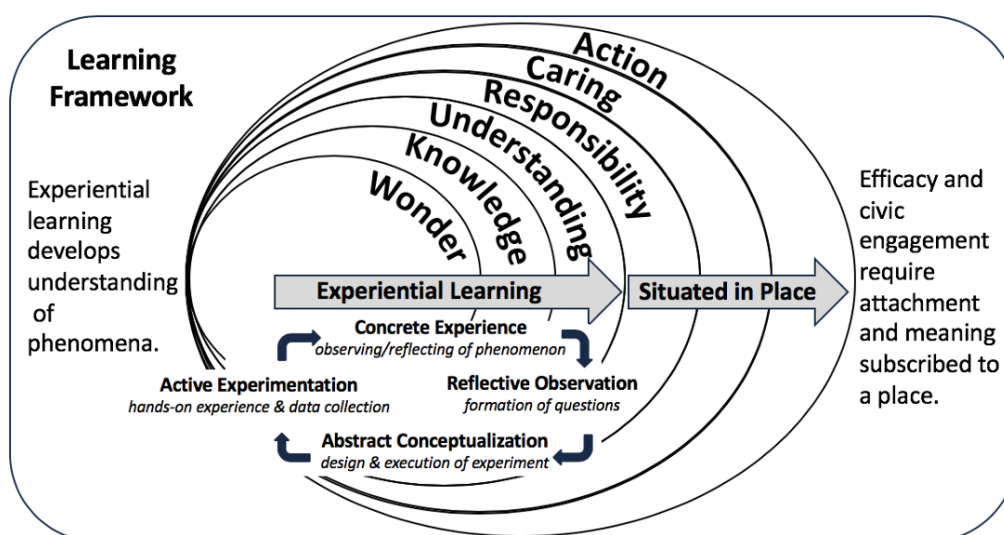 Learning
Framework
Action
Caring
Responsibility
Understanding
Knowledge
Wonder
Experiential
learning
develops
understanding
of
phenomena.
Experiential Learning
Situated in Place
Efficacy and
civic
engagement
require
attachment
and meaning
subscribed to
a place.
Concrete Experience
observing/reflecting of phenomenon
Active Experimentation
hands-on experience & data collection
Reflective Observation
formation of questions
Abstract Conceptualization
design & execution of experiment